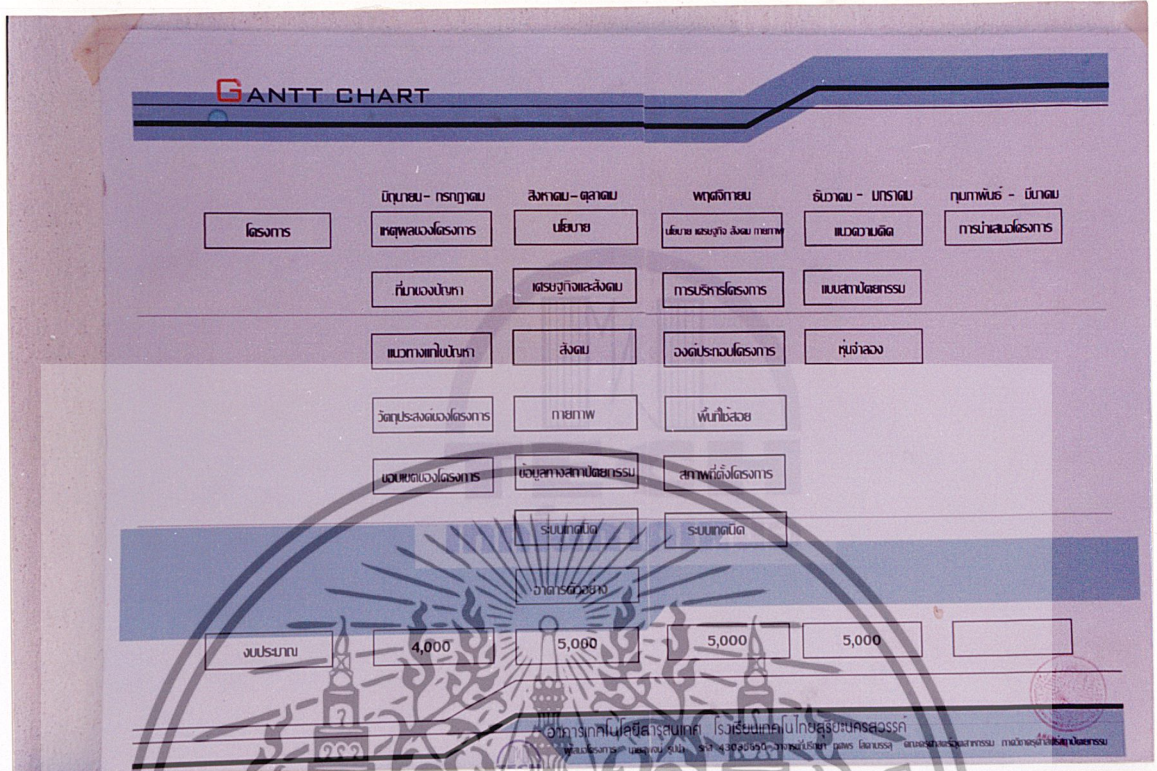 GANTT CHART
มิถุนายน - กรกฎาคม สิงหาคม - ตุลาคม พฤศจิกายน ธันวาคม - มกราคม กุมภาพันธ์ - มีนาคม
โครงการ เหตุผลของโครงการ นโยบาย นโยบาย เศรษฐกิจ สังคม กายภาพ แนวความคิด การนำเสนอโครงการ
ที่มาของปัญหา เศรษฐกิจและสังคม การบริหารโครงการ แบบสถาปัตยกรรม
แนวทางแก้ไขปัญหา สังคม องค์ประกอบโครงการ หุ่นจำลอง
วัตถุประสงค์ของโครงการ กายภาพ พื้นที่ใช้สอย
ขอบเขตของโครงการ ข้อมูลทางสถาปัตยกรรม สภาพที่ตั้งโครงการ
ระบบเทคนิค ระบบเทคนิค
อาคารตัวอย่าง
งบประมาณ 4,000 5,000 5,000 5,000
อาคารเทคโนโลยีสารสนเทศ โรงเรียนเทคโนไทยสุริยะนครสวรรค์